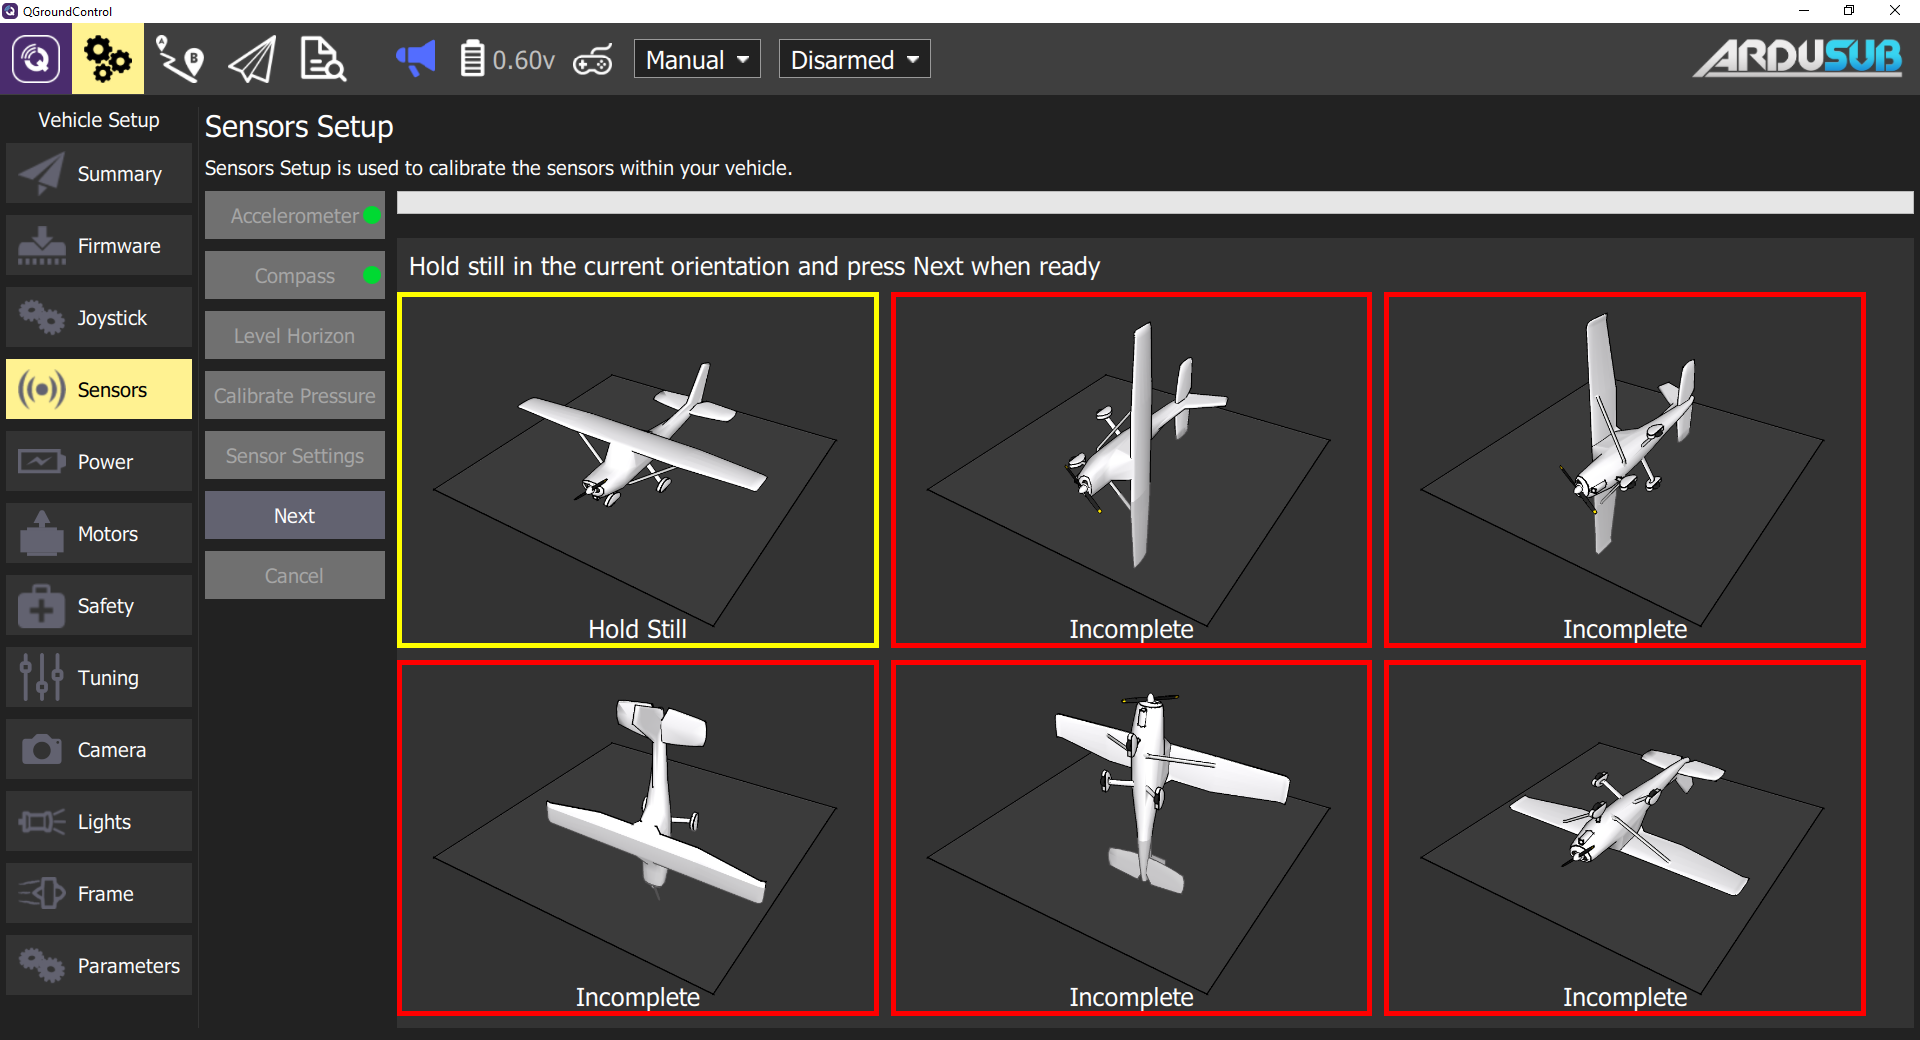 QGroundControl
0.60v
Manual
Disarmed
ARDUSUB
Vehicle Setup
Summary
Firmware
Joystick
Sensors
Power
Motors
Safety
Tuning
Camera
Lights
Frame
Parameters
Sensors Setup
Sensors Setup is used to calibrate the sensors within your vehicle.
Accelerometer
Compass
Level Horizon
Calibrate Pressure
Sensor Settings
Next
Cancel
Hold still in the current orientation and press Next when ready
Hold Still
Incomplete
Incomplete
Incomplete
Incomplete
Incomplete